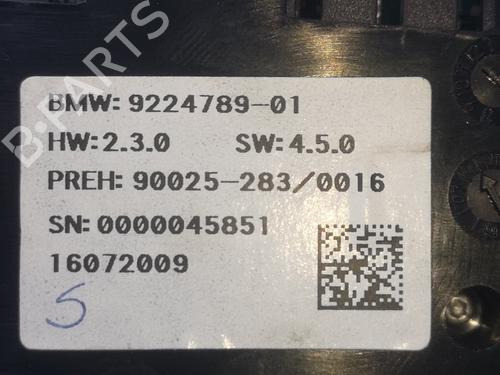 BMW: 9224789-01
HW: 2.3.0 SW: 4.5.0
PREH: 90025-283/0016
SN: 0000045851
16072009
5
B-PARTS